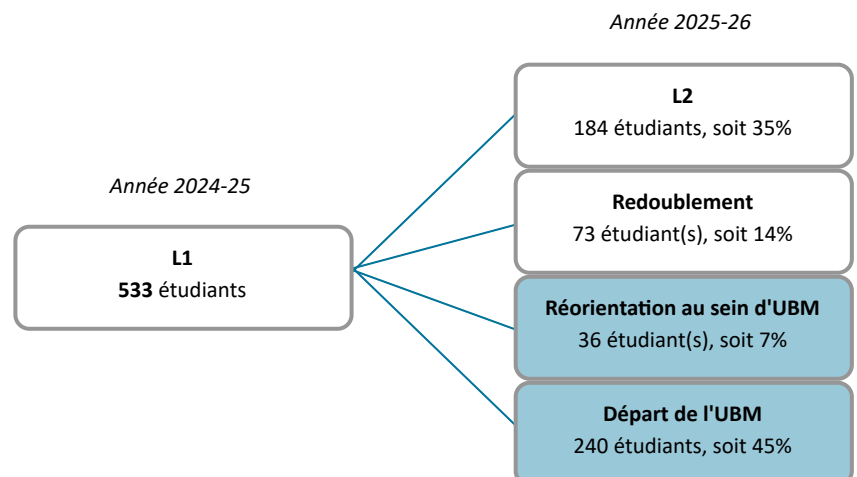 Année 2025-26
L2
184 étudiants, soit 35%
Année 2024-25
Redoublement
73 étudiant(s), soit 14%
L1
533 étudiants
Réorientation au sein d'UBM
36 étudiant(s), soit 7%
Départ de l'UBM
240 étudiants, soit 45%